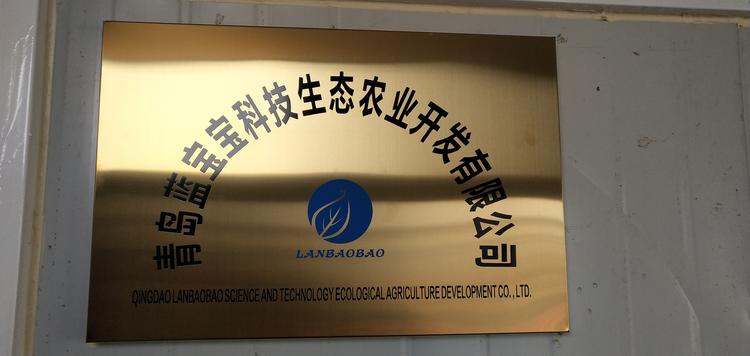 青岛蓝宝宝科技生态农业开发有限公司
LANBAOBAO
QINGDAO LANBAOBAO SCIENCE AND TECHNOLOGY ECOLOGICAL AGRICULTURE DEVELOPMENT CO., LTD.